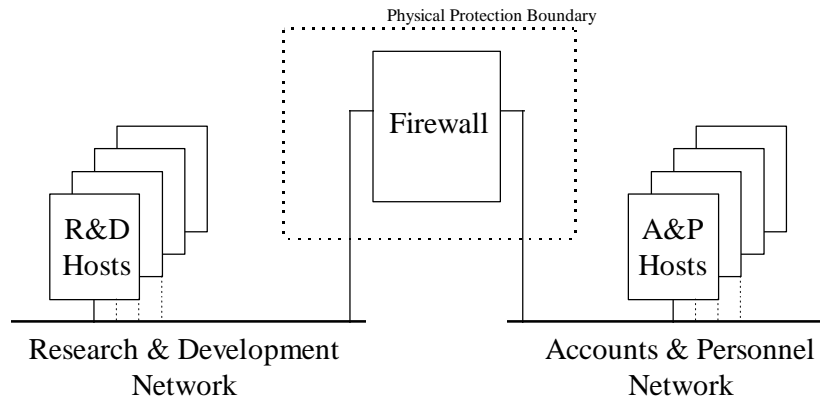 Physical Protection Boundary
Firewall
R&D
Hosts
A&P
Hosts
Research & Development
Network
Accounts & Personnel
Network